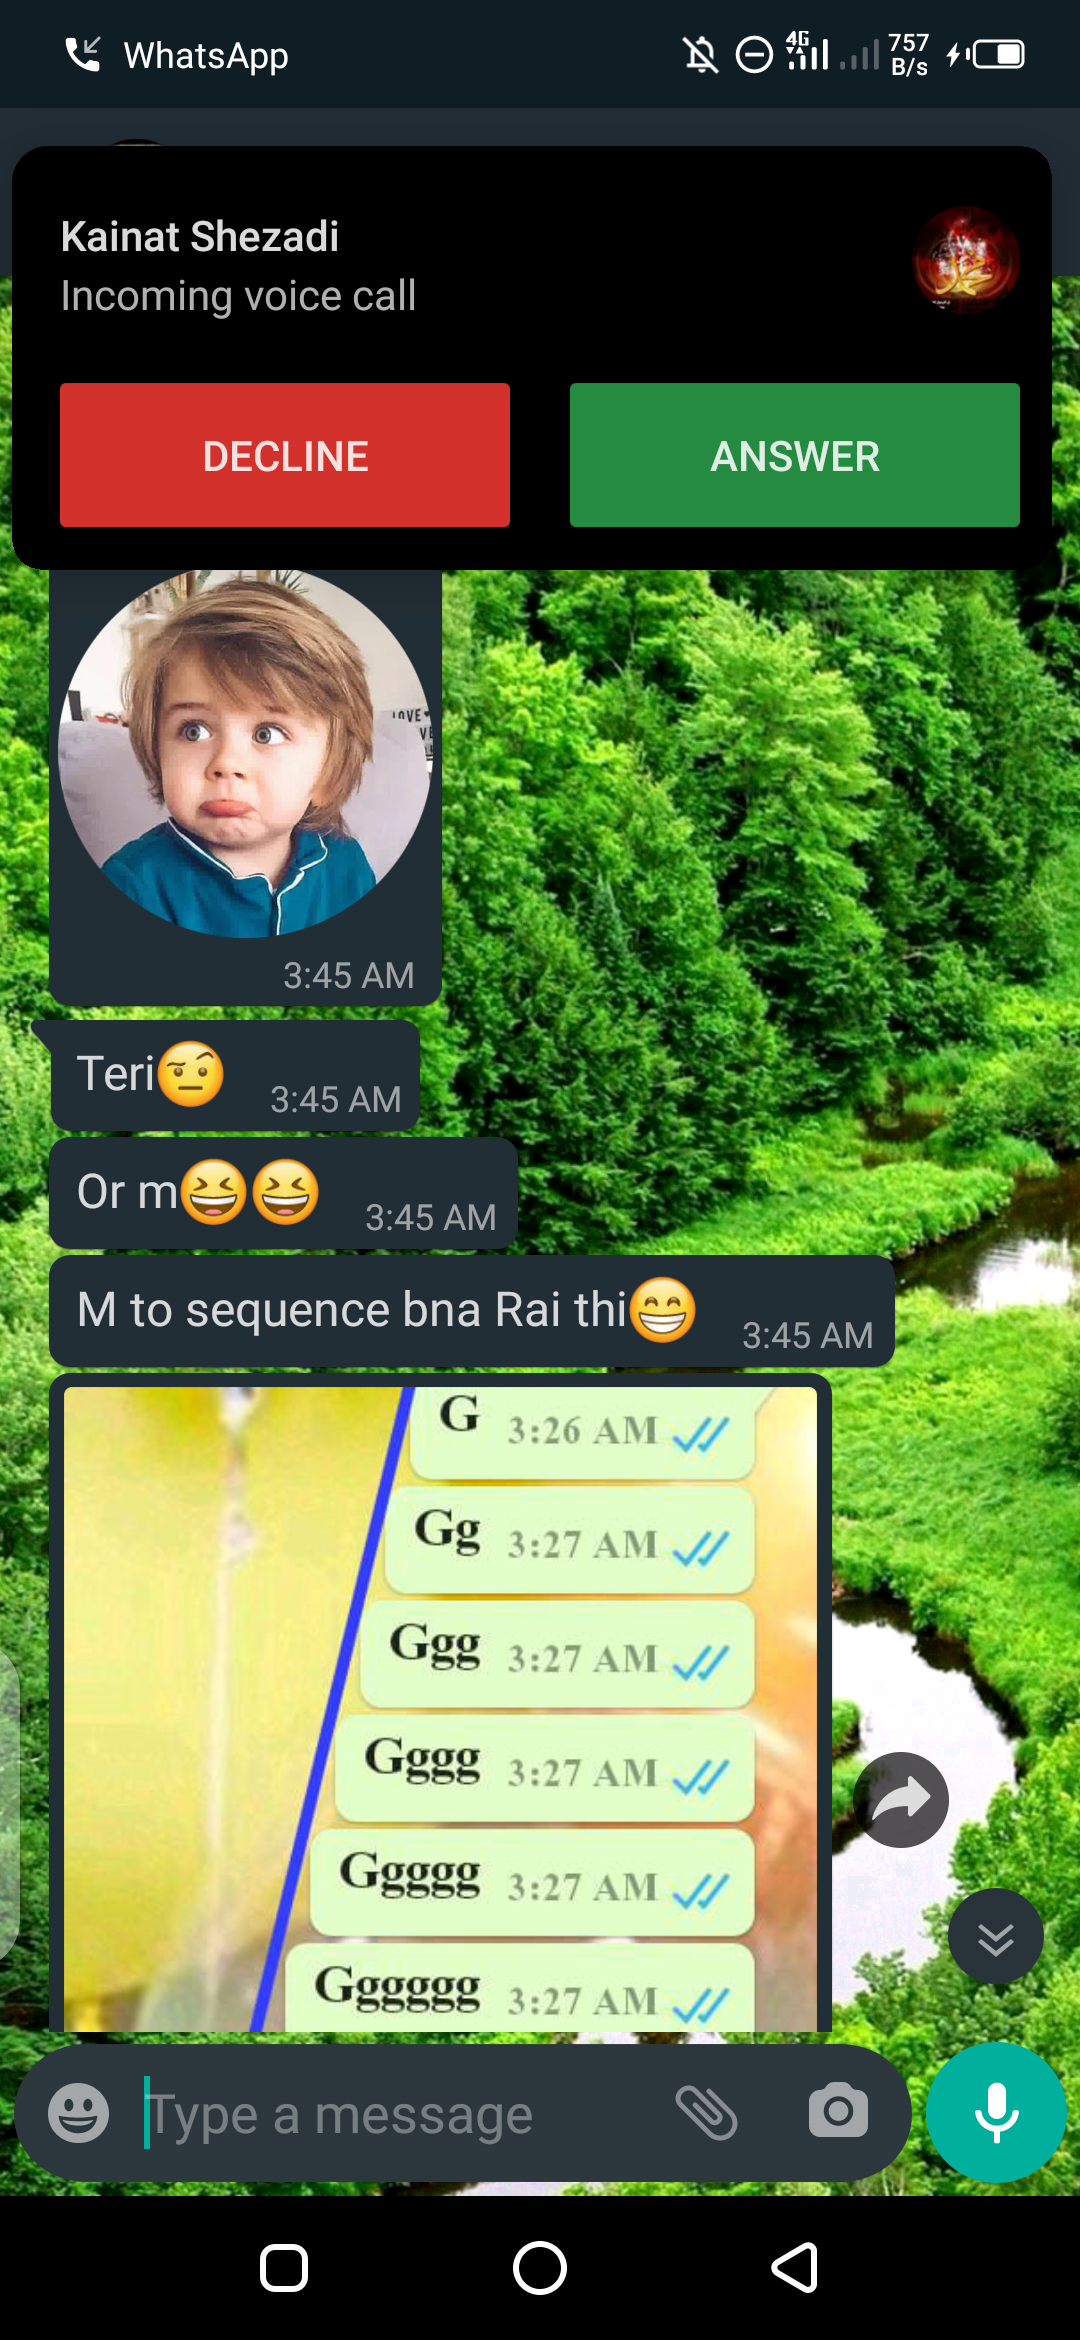 WhatsApp
4G
757
B/s
Kainat Shezadi
Incoming voice call
محمد
DECLINE
ANSWER
LOVE
3:45 AM
Teri🤨 3:45 AM
Or m😆😆 3:45 AM
M to sequence bna Rai thi😁 3:45 AM
G 3:26 AM
Gg 3:27 AM
Ggg 3:27 AM
Gggg 3:27 AM
Ggggg 3:27 AM
Gggggg 3:27 AM
Type a message